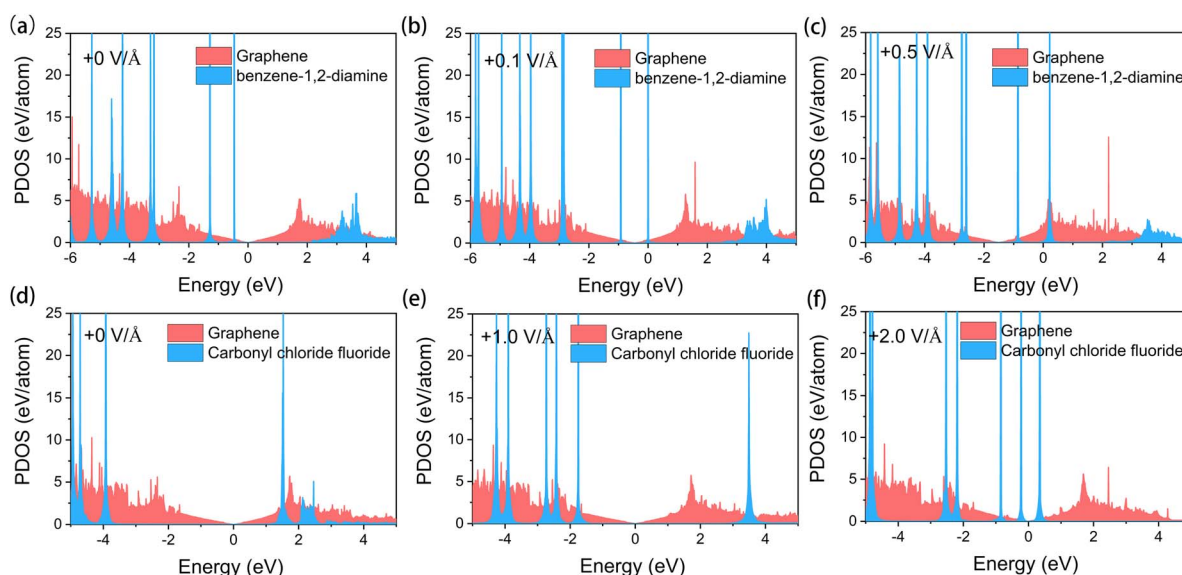 (a)
25
20
15
10
5
0
+0 V/Å
Graphene
benzene-1,2-diamine
PDOS (eV/atom)
-6 -4 -2 0 2 4
Energy (eV)
(b)
25
20
15
10
5
0
+0.1 V/Å
Graphene
benzene-1,2-diamine
PDOS (eV/atom)
-6 -4 -2 0 2 4
Energy (eV)
(c)
25
20
15
10
5
0
+0.5 V/Å
Graphene
benzene-1,2-diamine
PDOS (eV/atom)
-6 -4 -2 0 2 4
Energy (eV)
(d)
25
20
15
10
5
0
+0 V/Å
Graphene
Carbonyl chloride fluoride
PDOS (eV/atom)
-6 -4 -2 0 2 4
Energy (eV)
(e)
25
20
15
10
5
0
+1.0 V/Å
Graphene
Carbonyl chloride fluoride
PDOS (eV/atom)
-6 -4 -2 0 2 4
Energy (eV)
(f)
25
20
15
10
5
0
+2.0 V/Å
Graphene
Carbonyl chloride fluoride
PDOS (eV/atom)
-6 -4 -2 0 2 4
Energy (eV)